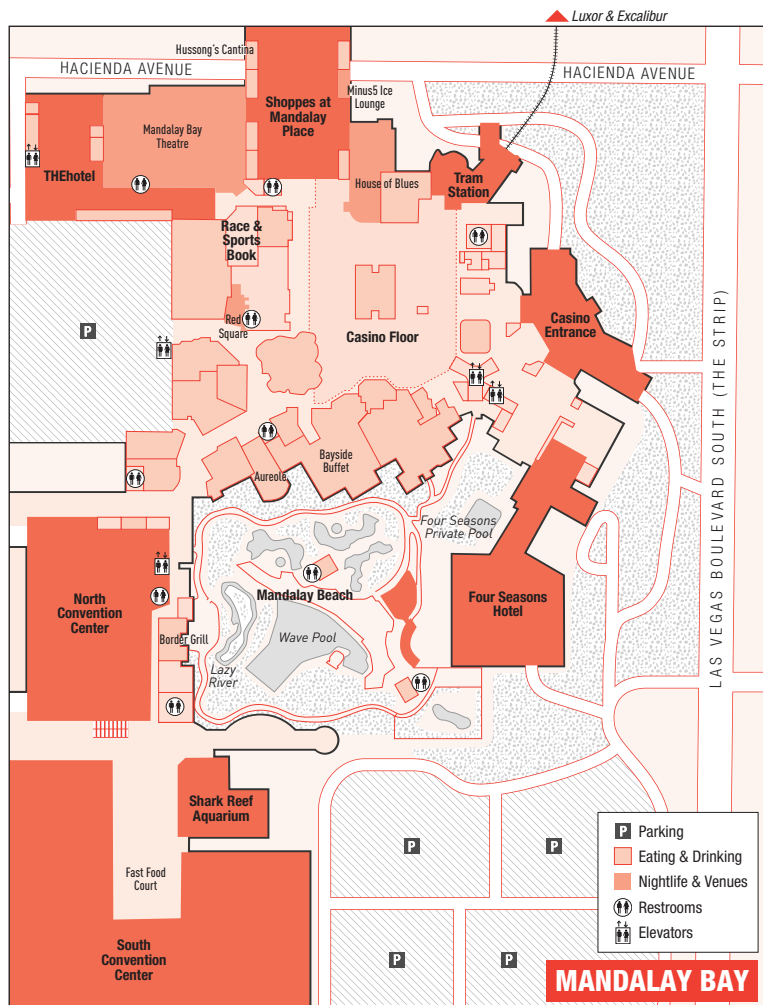 Luxor & Excalibur
HACIENDA AVENUE
HACIENDA AVENUE
Hussong's Cantina
Shoppes at
Mandalay
Place
Minus5 Ice
Lounge
Mandalay Bay
Theatre
THEhotel
House of Blues
Tram
Station
Race &
Sports
Book
Red
Square
Casino Floor
Casino
Entrance
P
LAS VEGAS BOULEVARD SOUTH (THE STRIP)
Bayside
Buffet
Aureole
Four Seasons
Private Pool
North
Convention
Center
Mandalay Beach
Four Seasons
Hotel
Border Grill
Wave Pool
Lazy
River
Shark Reef
Aquarium
P
P
Fast Food
Court
South
Convention
Center
P
P
P Parking
Eating & Drinking
Nightlife & Venues
Restrooms
Elevators
MANDALAY BAY